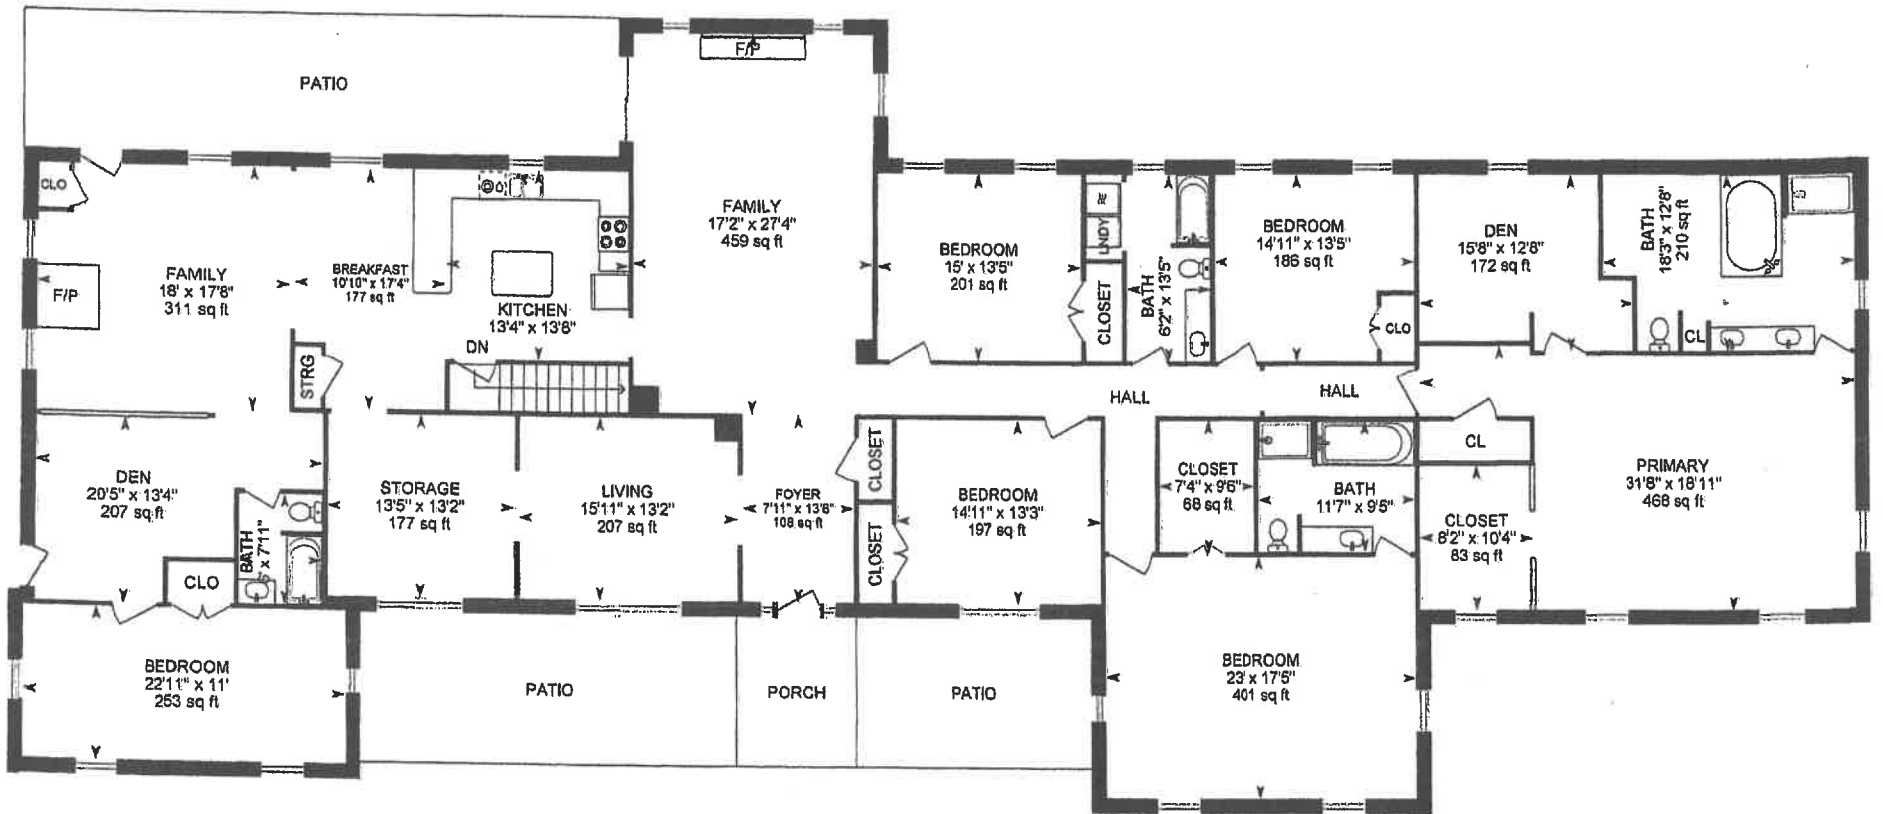 PATIO
F/P
CLO
FAMILY
17'2" x 27'4"
459 sq ft
FAMILY
18' x 17'6"
311 sq ft
F/P
BREAKFAST
10'10" x 17'4"
177 sq ft
KITCHEN
13'4" x 13'8"
DN
STRG
BEDROOM
15' x 13'5"
201 sq ft
LNDY
CLOSET
BATH
6'2" x 13'5"
BEDROOM
14'11" x 13'5"
186 sq ft
CLO
DEN
15'8" x 12'8"
172 sq ft
BATH
18'3" x 12'8"
210 sq ft
CL
HALL
HALL
DEN
20'5" x 13'4"
207 sq ft
BATH
x 7'11"
CLO
STORAGE
13'5" x 13'2"
177 sq ft
LIVING
15'11" x 13'2"
207 sq ft
FOYER
7'11" x 13'6"
108 sq ft
CLOSET
CLOSET
BEDROOM
14'11" x 13'3"
197 sq ft
CLOSET
7'4" x 9'6"
68 sq ft
BATH
11'7" x 9'5"
CL
CLOSET
8'2" x 10'4"
83 sq ft
PRIMARY
31'8" x 18'11"
468 sq ft
BEDROOM
22'11" x 11'
253 sq ft
PATIO
PORCH
PATIO
BEDROOM
23' x 17'5"
401 sq ft